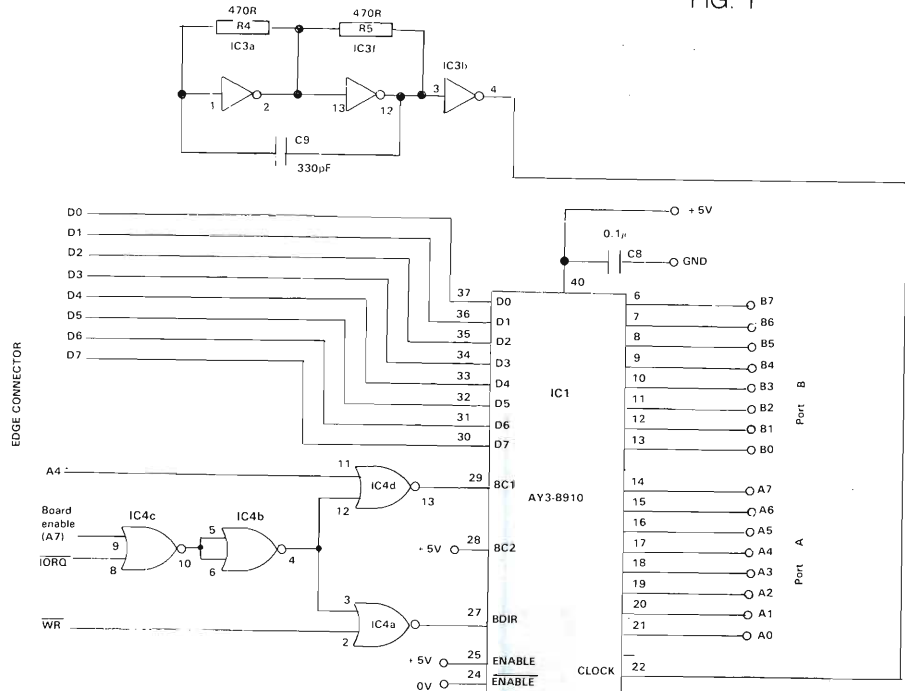 FIG. 1
470R
R4
IC3a
470R
R5
IC3f
IC3b
1
2
13
12
3
4
C9
330pF
EDGE CONNECTOR
D0
D1
D2
D3
D4
D5
D6
D7
+5V
0.1µ
C8
GND
40
37
D0
36
D1
35
D2
34
D3
33
D4
32
D5
31
D6
30
D7
IC1
AY3-8910
6
B7
7
B6
8
B5
9
B4
10
B3
11
B2
12
B1
13
B0
Port B
14
A7
15
A6
16
A5
17
A4
18
A3
19
A2
20
A1
21
A0
Port A
A4
11
12
IC4d
13
29
BC1
Board
enable
(A7)
IORQ
9
8
IC4c
10
5
6
IC4b
4
+5V
28
BC2
WR
3
2
IC4a
27
BDIR
+5V
25
ENABLE
0V
24
ENABLE
CLOCK
22